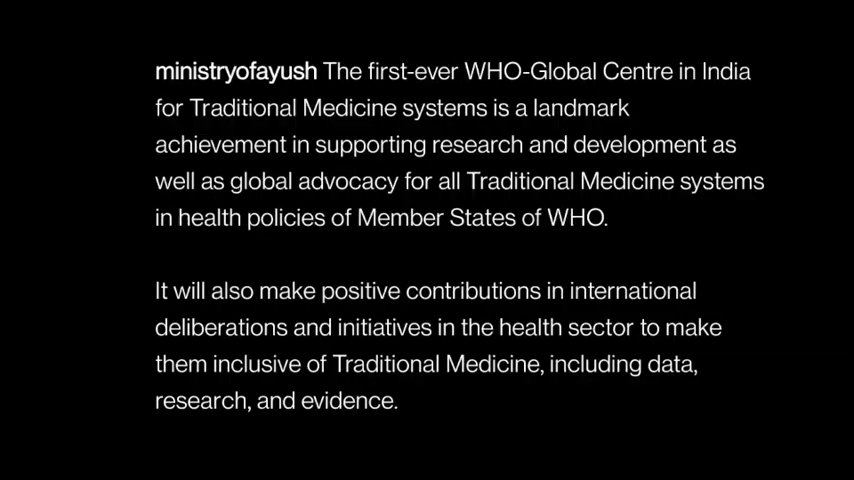 ministryofayush The first-ever WHO-Global Centre in India
for Traditional Medicine systems is a landmark
achievement in supporting research and development as
well as global advocacy for all Traditional Medicine systems
in health policies of Member States of WHO.
It will also make positive contributions in international
deliberations and initiatives in the health sector to make
them inclusive of Traditional Medicine, including data,
research, and evidence.